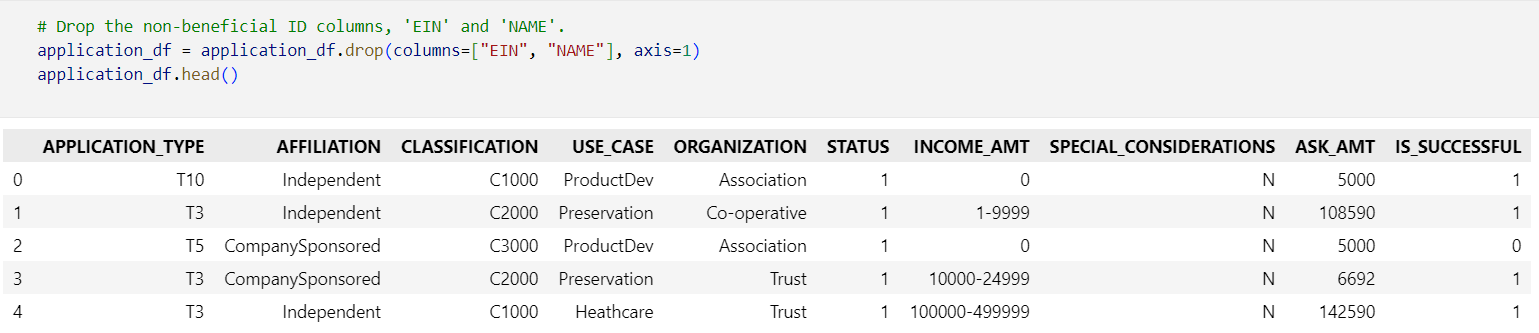 # Drop the non-beneficial ID columns, 'EIN' and 'NAME'.
application_df = application_df.drop(columns=["EIN", "NAME"], axis=1)
application_df.head()
APPLICATION_TYPE AFFILIATION CLASSIFICATION USE_CASE ORGANIZATION STATUS INCOME_AMT SPECIAL_CONSIDERATIONS ASK_AMT IS_SUCCESSFUL
0 T10 Independent C1000 ProductDev Association 1 0 N 5000 1
1 T3 Independent C2000 Preservation Co-operative 1 1-9999 N 108590 1
2 T5 CompanySponsored C3000 ProductDev Association 1 0 N 5000 0
3 T3 CompanySponsored C2000 Preservation Trust 1 10000-24999 N 6692 1
4 T3 Independent C1000 Heathcare Trust 1 100000-499999 N 142590 1